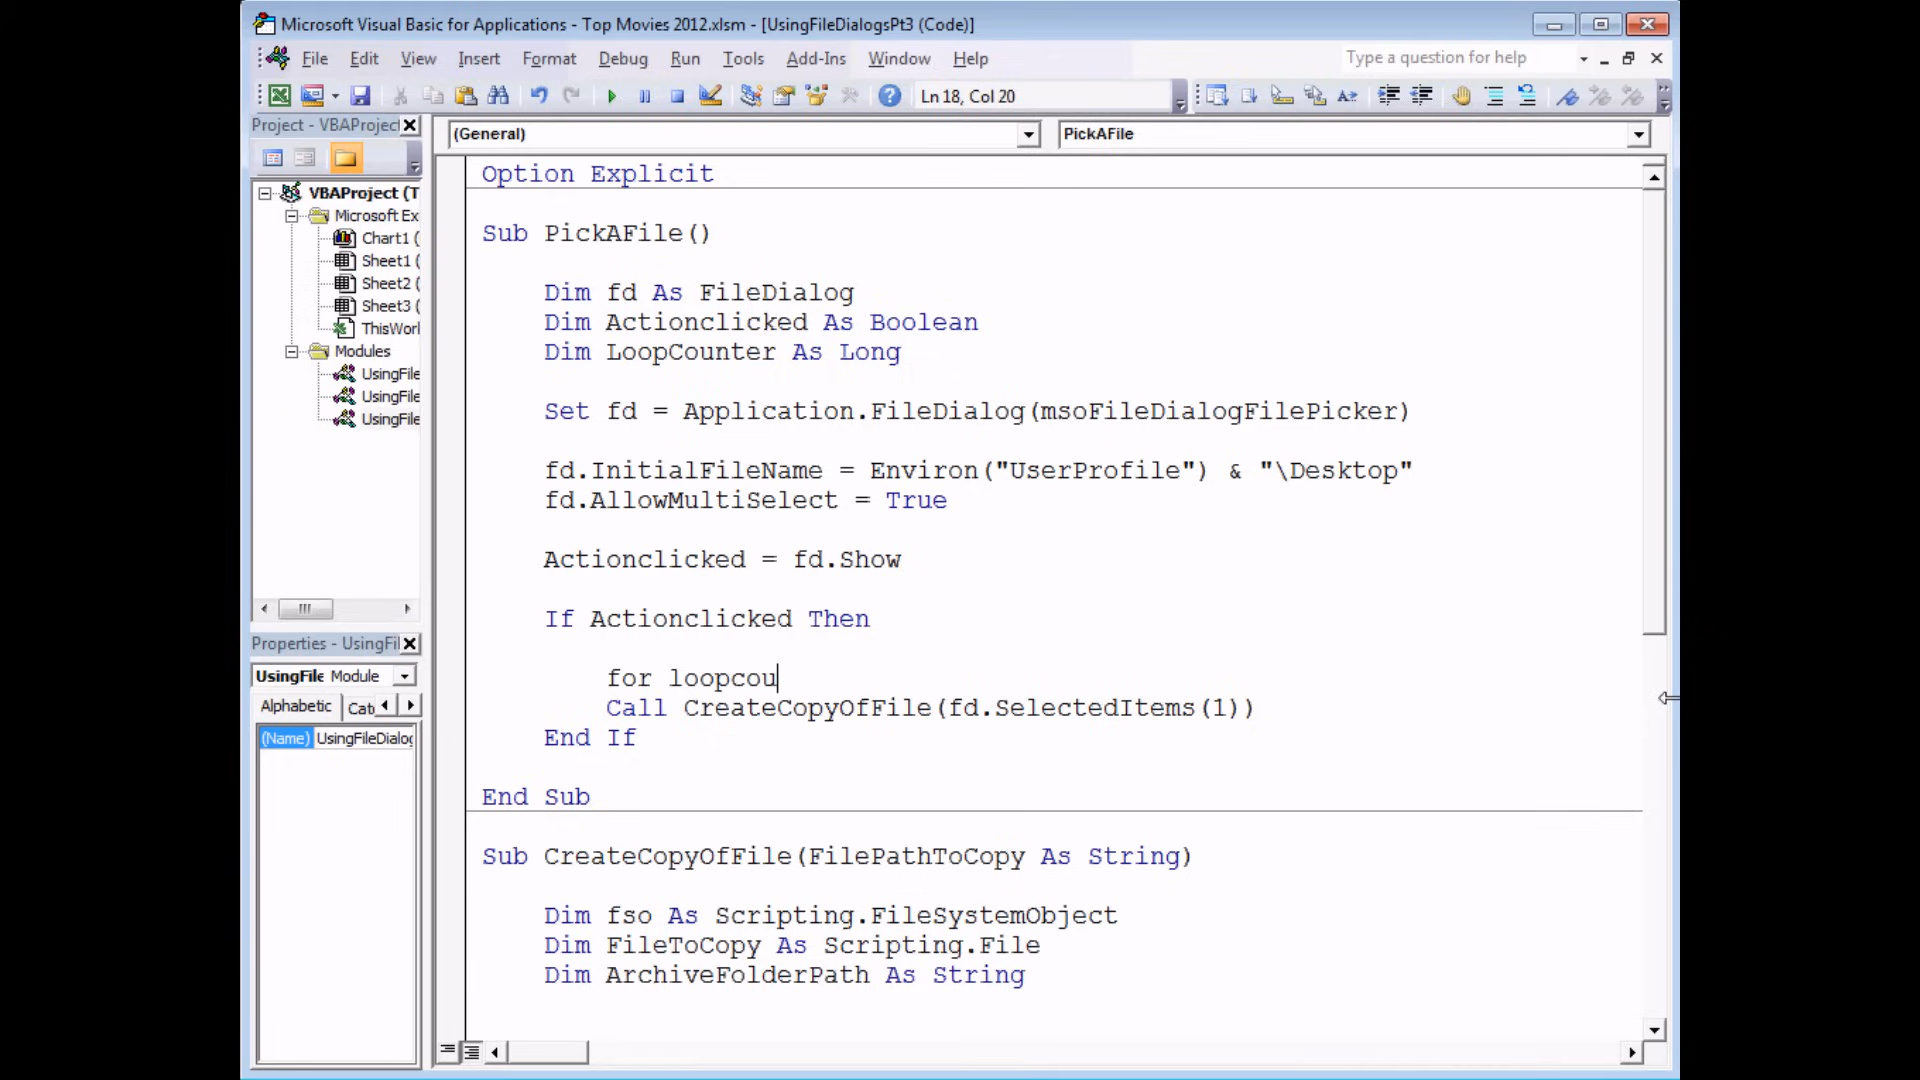 Microsoft Visual Basic for Applications - Top Movies 2012.xlsm - [UsingFileDialogsPt3 (Code)]
File Edit View Insert Format Debug Run Tools Add-Ins Window Help Type a question for help
Ln 18, Col 20
Project - VBAProject
(General) PickAFile
VBAProject (T
Microsoft Ex
Chart1 (
Sheet1 (
Sheet2 (
Sheet3 (
ThisWorl
Modules
UsingFile
UsingFile
UsingFile
Properties - UsingFil
UsingFile Module
Alphabetic Cat
(Name) UsingFileDialog
Option Explicit
Sub PickAFile()
Dim fd As FileDialog
Dim Actionclicked As Boolean
Dim LoopCounter As Long
Set fd = Application.FileDialog(msoFileDialogFilePicker)
fd.InitialFileName = Environ("UserProfile") & "\Desktop"
fd.AllowMultiSelect = True
Actionclicked = fd.Show
If Actionclicked Then
for loopcou
Call CreateCopyOfFile(fd.SelectedItems(1))
End If
End Sub
Sub CreateCopyOfFile(FilePathToCopy As String)
Dim fso As Scripting.FileSystemObject
Dim FileToCopy As Scripting.File
Dim ArchiveFolderPath As String